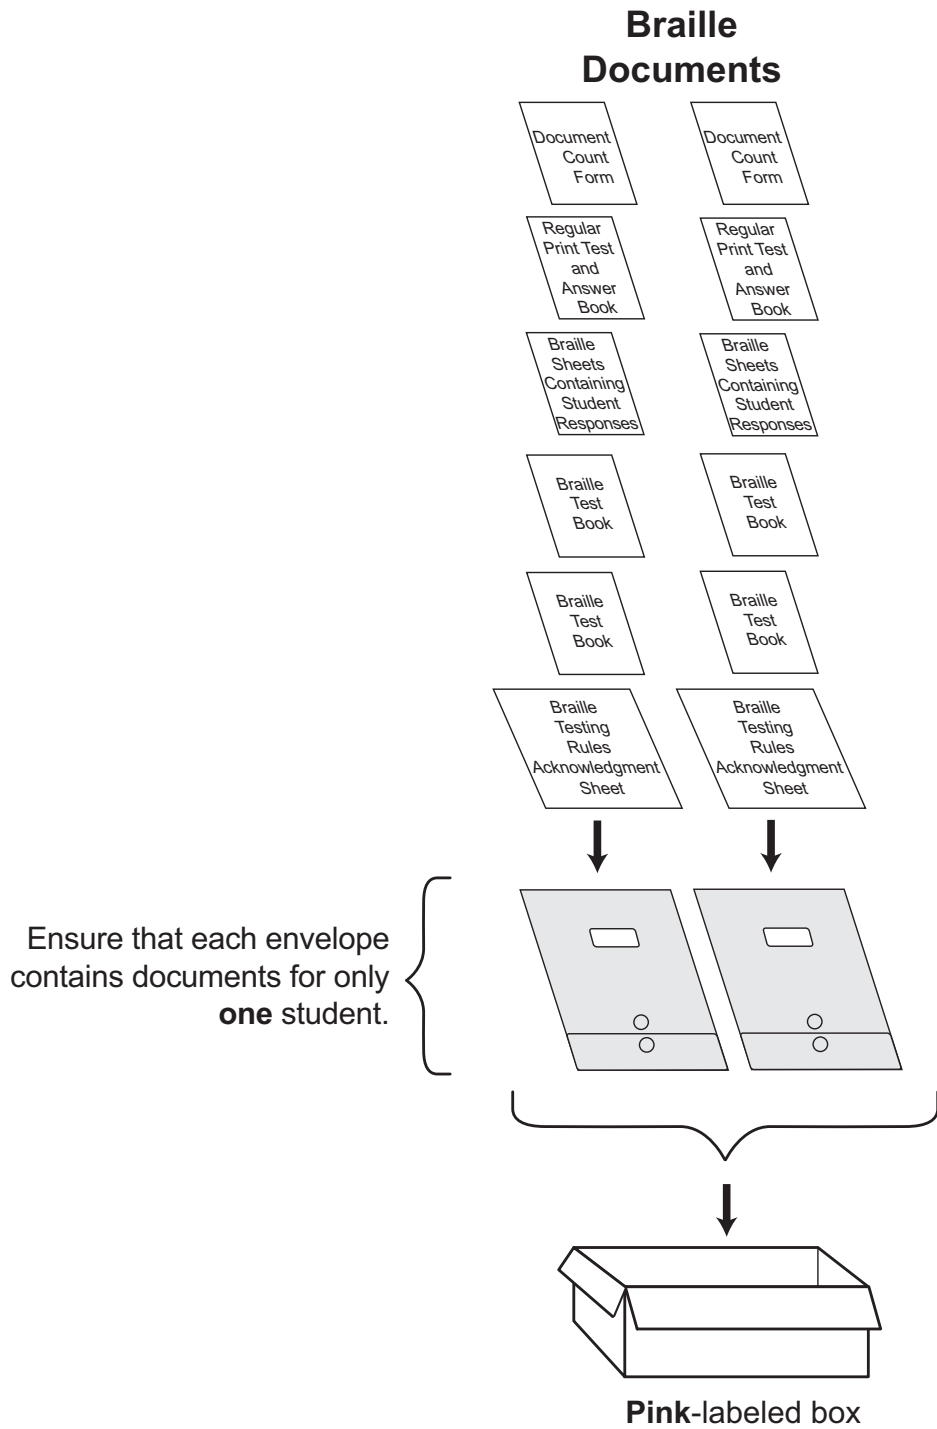 Braille
Documents
Document
Count
Form
Document
Count
Form
Regular
Print Test
and
Answer
Book
Regular
Print Test
and
Answer
Book
Braille
Sheets
Containing
Student
Responses
Braille
Sheets
Containing
Student
Responses
Braille
Test
Book
Braille
Test
Book
Braille
Test
Book
Braille
Test
Book
Braille
Testing
Rules
Acknowledgment
Sheet
Braille
Testing
Rules
Acknowledgment
Sheet
Ensure that each envelope
contains documents for only
one student.
Pink-labeled box